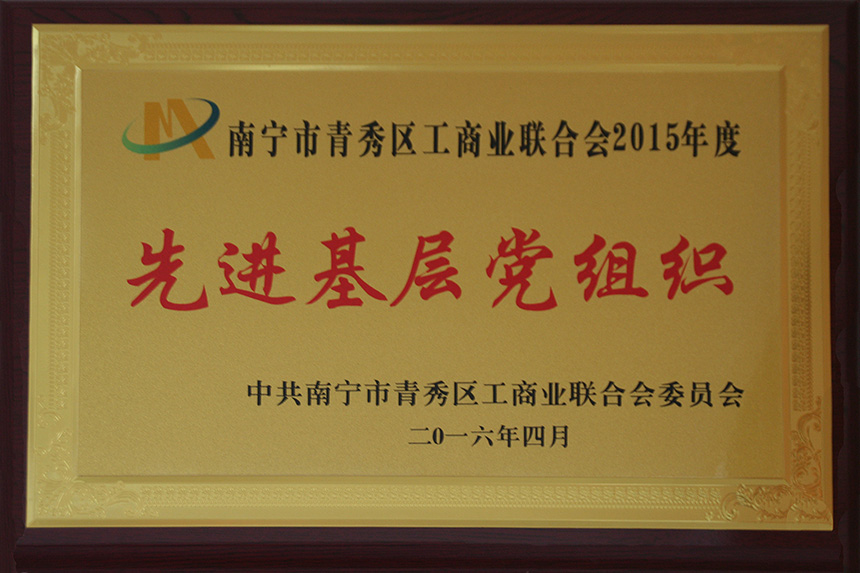 南宁市青秀区工商业联合会2015年度
先进基层党组织
中共南宁市青秀区工商业联合会委员会
二0一六年四月